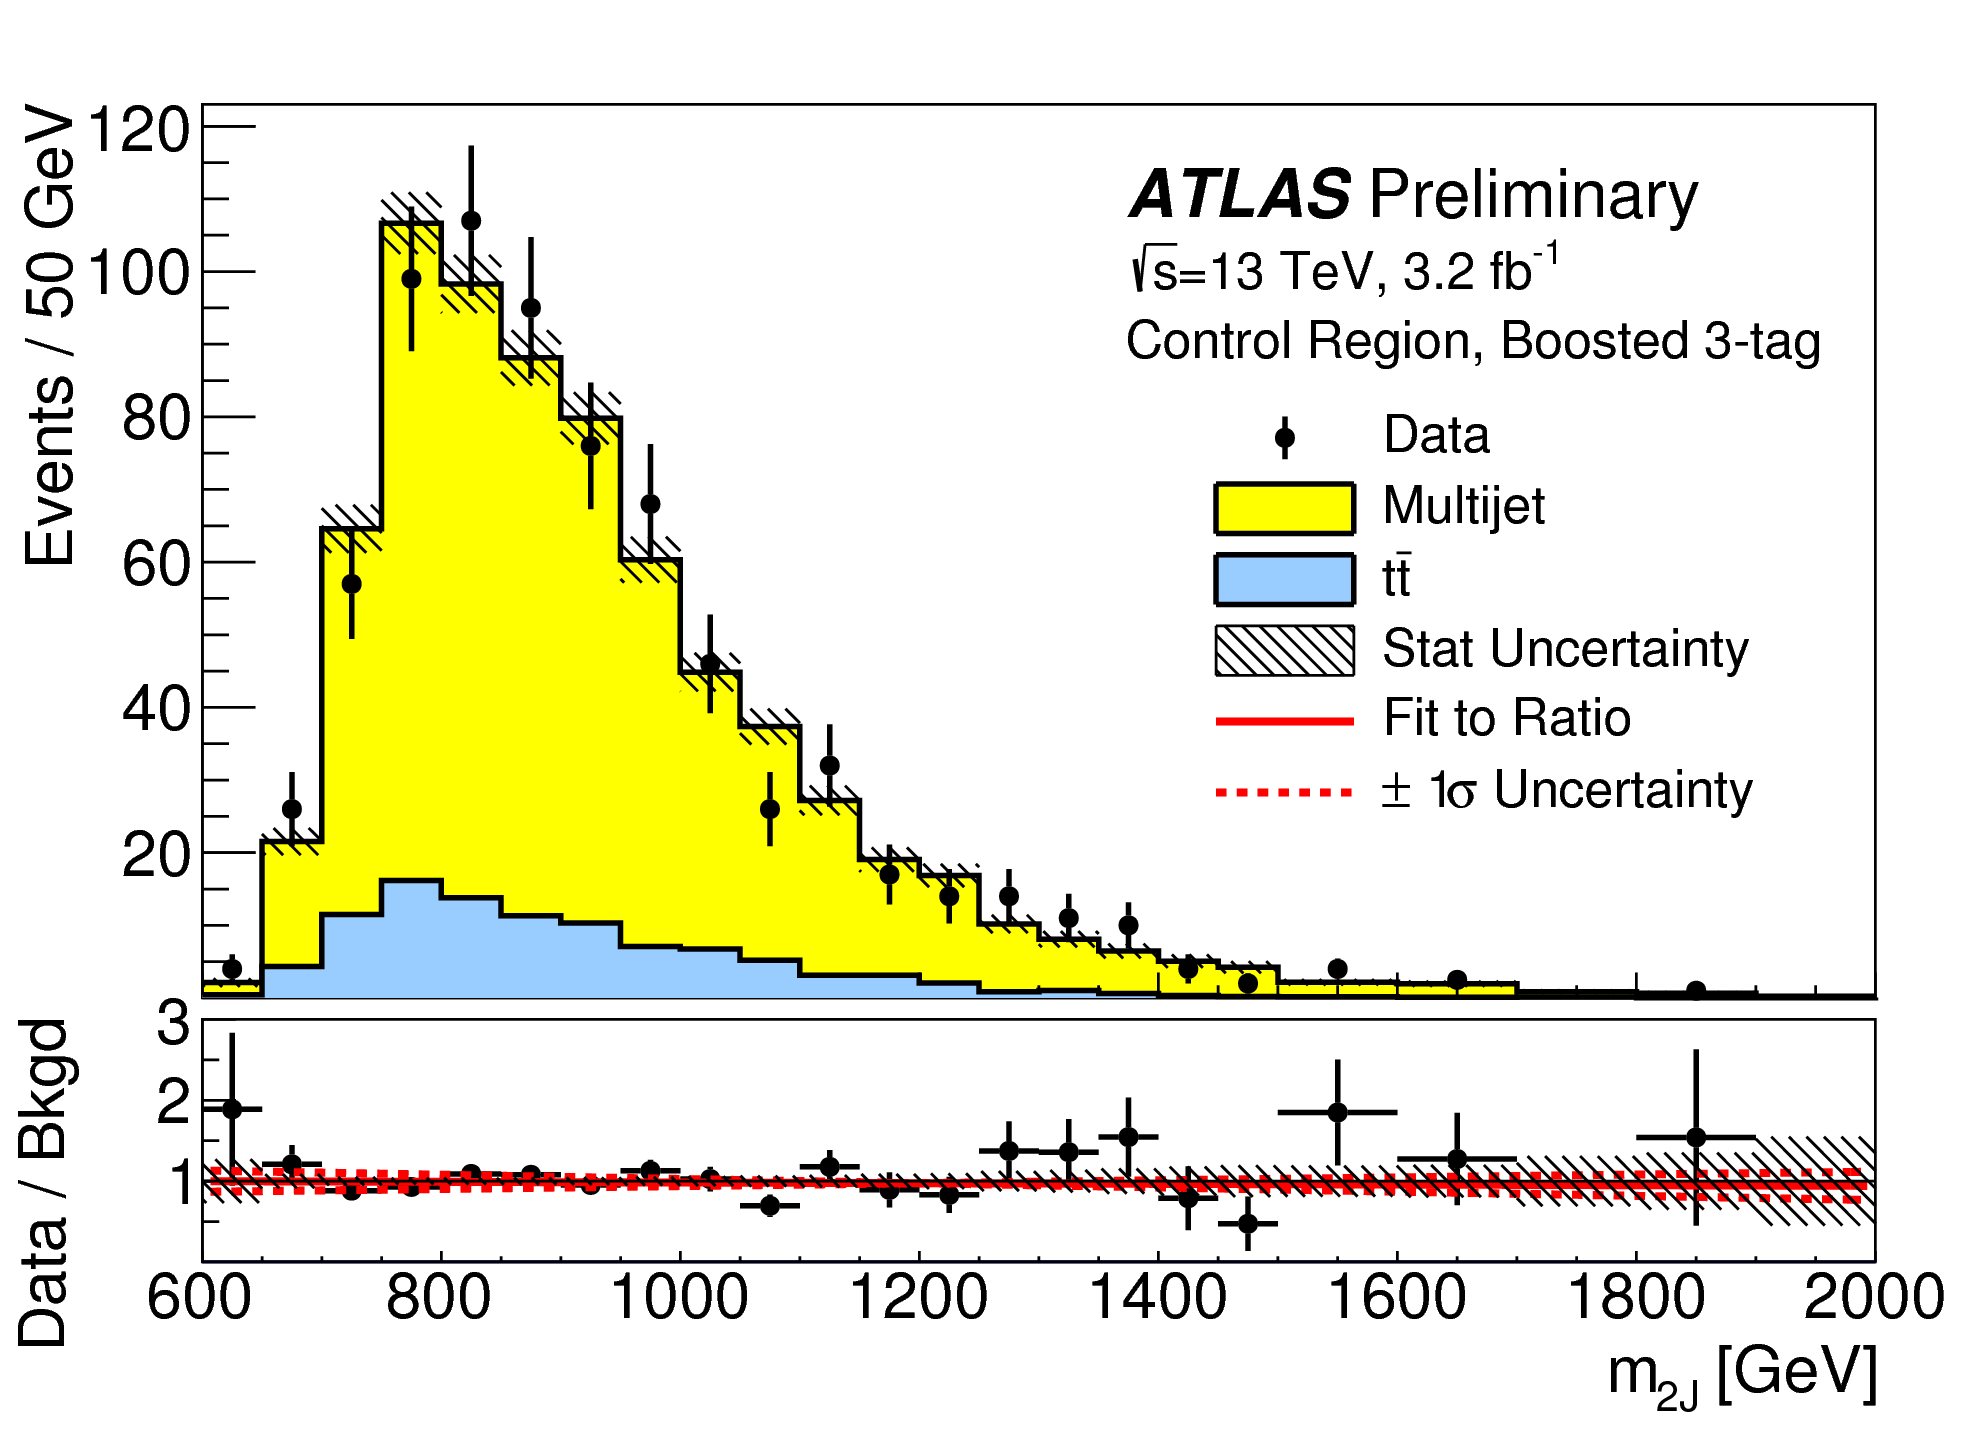 Events / 50 GeV
120
100
80
60
40
20
ATLAS Preliminary
√s=13 TeV, 3.2 fb⁻¹
Control Region, Boosted 3-tag
Data
Multijet
tt̄
Stat Uncertainty
Fit to Ratio
± 1σ Uncertainty
Data / Bkgd
3
2
1
600 800 1000 1200 1400 1600 1800 2000
m₂J [GeV]